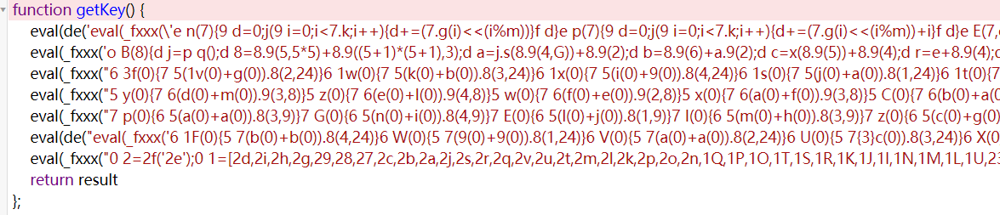 function getKey() {
eval(de('eval(_fxxx(\'e n(7){9 d=0;j(9 i=0;i<7.k;i++){d+=(7.g(i)<<(i%m))}f d}e p(7){9 d=0;j(9 i=0;i<7.k;i++){d+=(7.g(i)<<(i%m))+i}f d}e E(7,
eval(_fxxx('o B(8){d j=p q();d 8=8.9(5,5*5)+8.9((5+1)*(5+1),3);d a=j.s(8.9(4,G))+8.9(2);d b=8.9(6)+a.9(2);d c=x(8.9(5))+8.9(4);d r=e+8.9(4);d
eval(_fxxx("6 3f(0){7 5(1v(0)+g(0)).8(2,24)}6 1w(0){7 5(k(0)+b(0)).8(3,24)}6 1x(0){7 5(i(0)+9(0)).8(4,24)}6 1s(0){7 5(j(0)+a(0)).8(1,24)}6 1t(0){7
eval(_fxxx("5 y(0){7 6(d(0)+m(0)).9(3,8)}5 z(0){7 6(e(0)+l(0)).9(4,8)}5 w(0){7 6(f(0)+e(0)).9(2,8)}5 x(0){7 6(a(0)+f(0)).9(3,8)}5 C(0){7 6(b(0)+a(0
eval(_fxxx("7 p(0){6 5(a(0)+a(0)).8(3,9)}7 G(0){6 5(n(0)+i(0)).8(4,9)}7 E(0){6 5(l(0)+j(0)).8(1,9)}7 I(0){6 5(m(0)+h(0)).8(3,9)}7 z(0){6 5(c(0)+g(0)
eval(de("eval(_fxxx('6 1F(0){5 7(b(0)+b(0)).8(4,24)}6 W(0){5 7(9(0)+9(0)).8(1,24)}6 V(0){5 7(a(0)+a(0)).8(2,24)}6 U(0){5 7{3}c(0)).8(3,24)}6 X(0)
eval(_fxxx("0 2=2f('2e');0 1=[2d,2i,2h,2g,29,28,27,2c,2b,2a,2j,2s,2r,2q,2v,2u,2t,2m,2l,2k,2p,2o,2n,1Q,1P,1O,1T,1S,1R,1K,1J,1I,1N,1M,1L,1U,23
return result
};